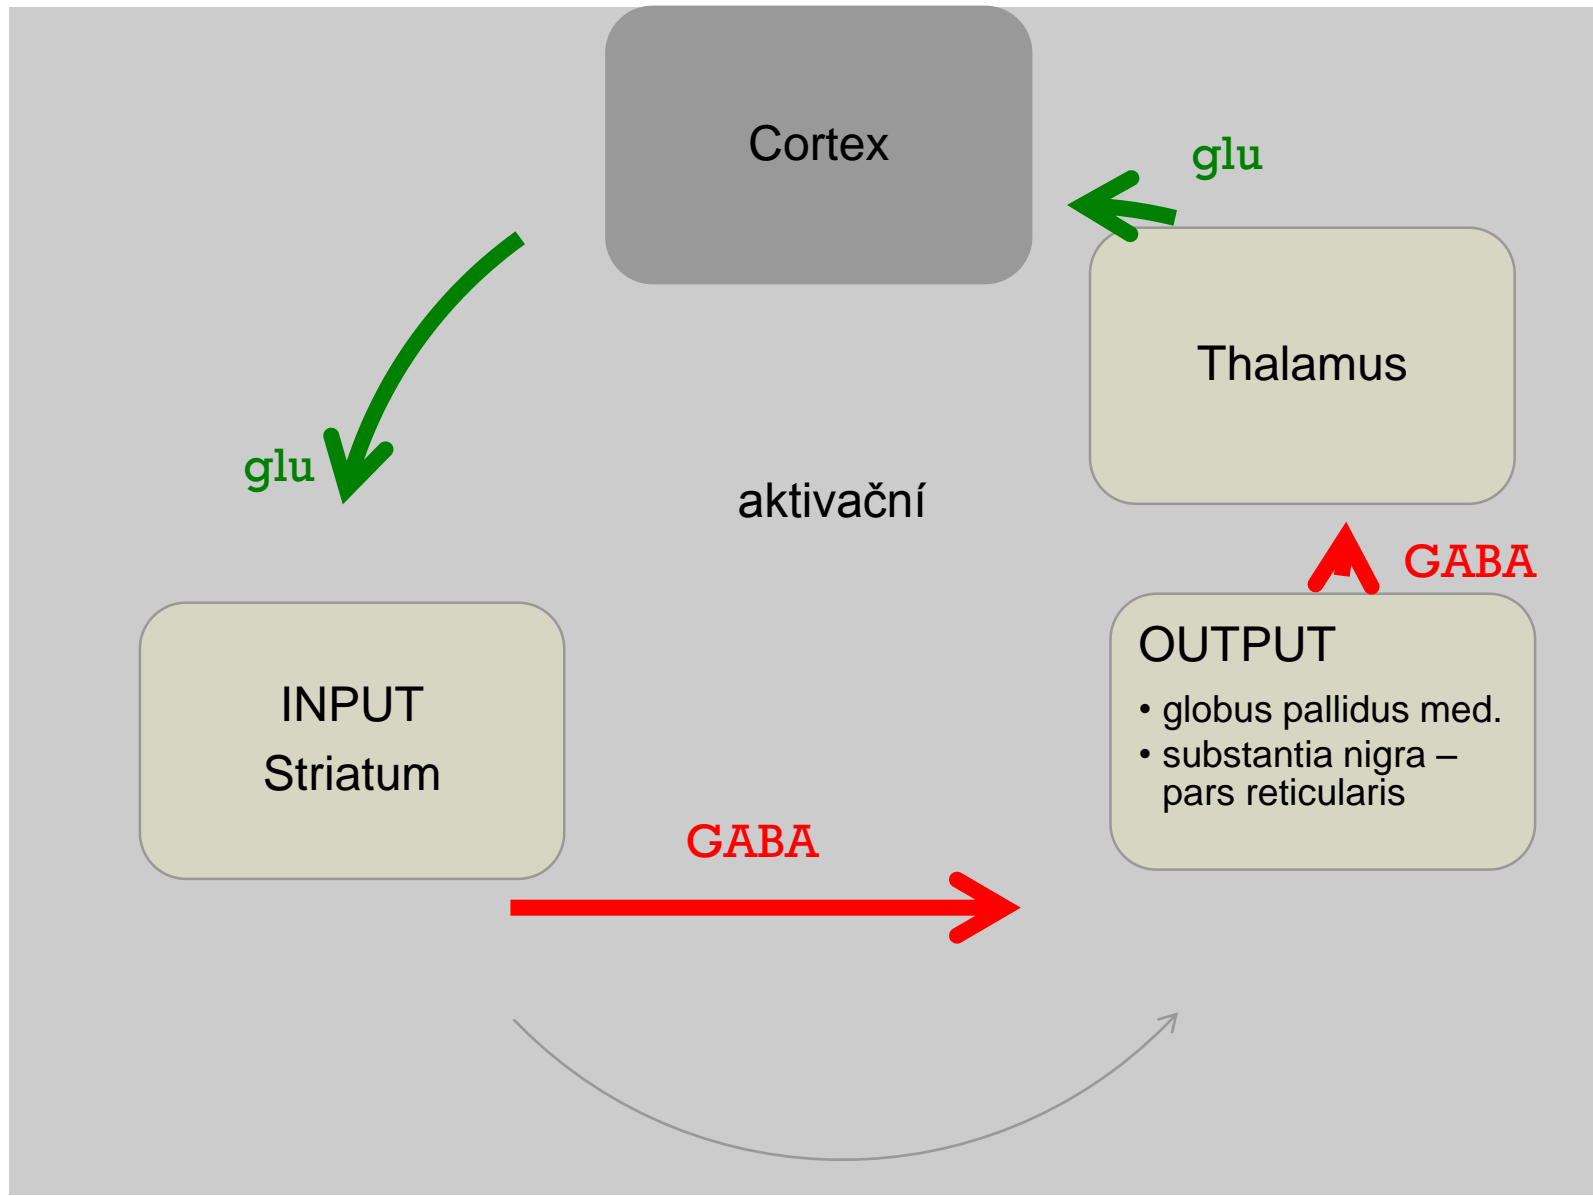 Cortex
glu
Thalamus
glu
aktivační
GABA
INPUT
Striatum
OUTPUT
• globus pallidus med.
• substantia nigra –
pars reticularis
GABA